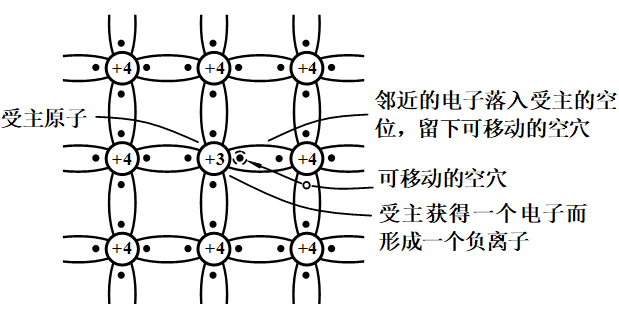 +4 +4 +4
邻近的电子落入受主的空
位，留下可移动的空穴
受主原子
+4 +3 +4
可移动的空穴
受主获得一个电子而
形成一个负离子
+4 +4 +4